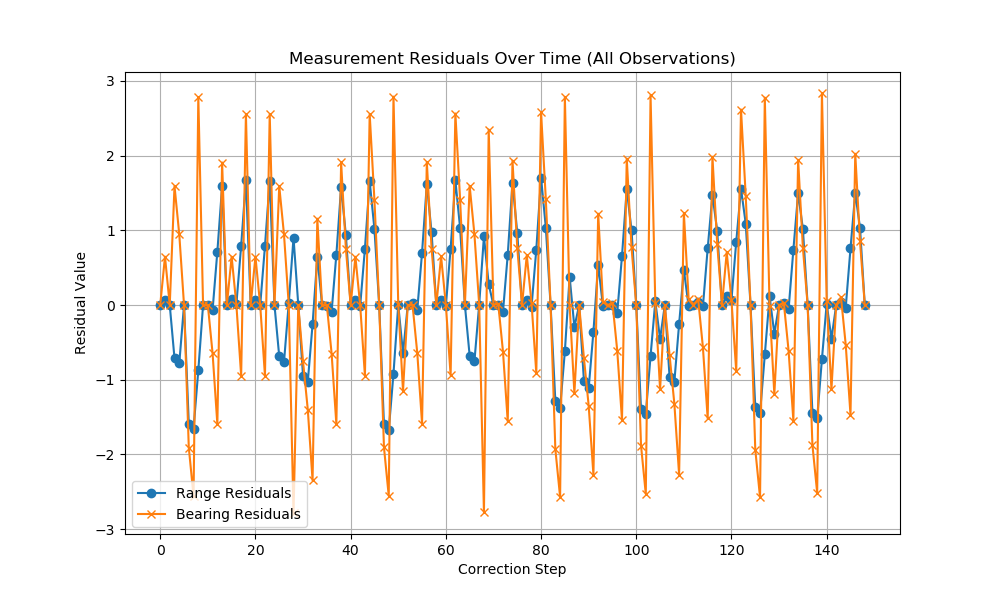 Measurement Residuals Over Time (All Observations)
Residual Value
3
2
1
0
−1
−2
−3
Range Residuals
Bearing Residuals
0 20 40 60 80 100 120 140
Correction Step